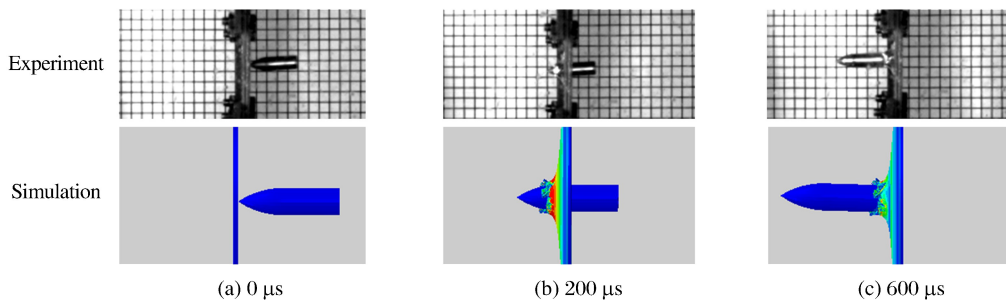 Experiment
Simulation
(a) 0 μs
(b) 200 μs
(c) 600 μs